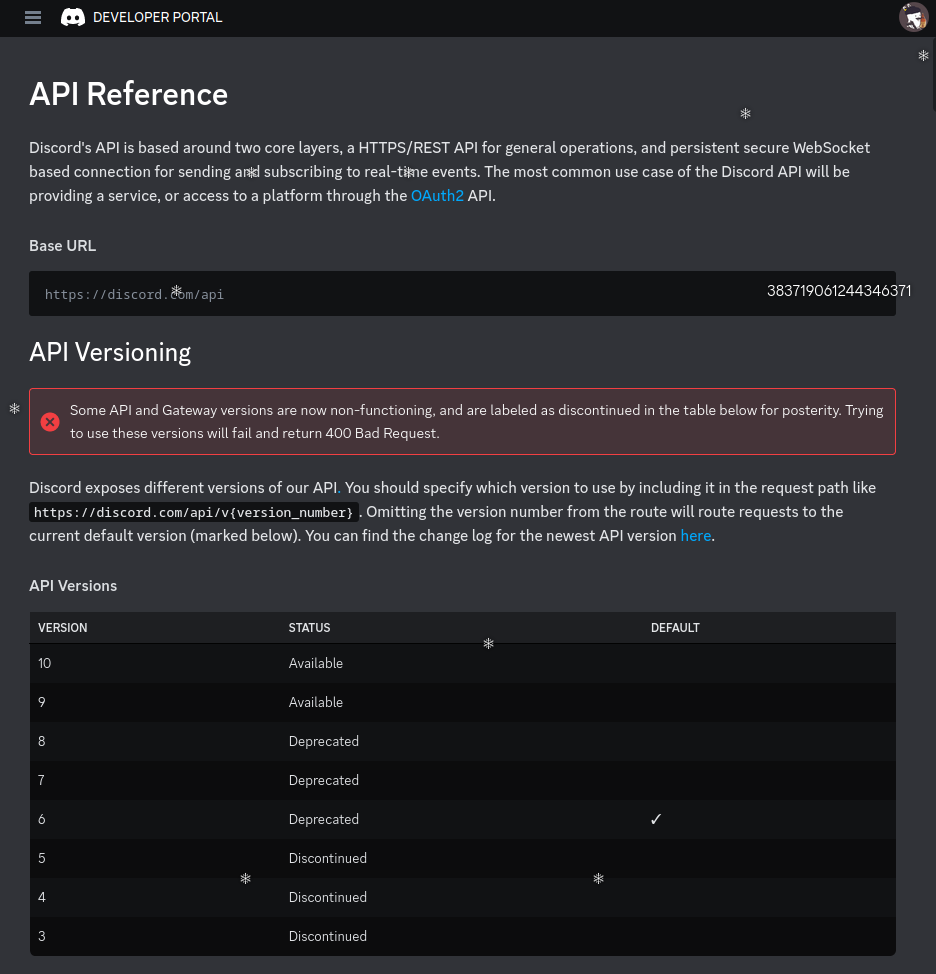 DEVELOPER PORTAL
API Reference
Discord's API is based around two core layers, a HTTPS/REST API for general operations, and persistent secure WebSocket
based connection for sending and subscribing to real-time events. The most common use case of the Discord API will be
providing a service, or access to a platform through the OAuth2 API.
Base URL
https://discord.com/api
383719061244346371
API Versioning
Some API and Gateway versions are now non-functioning, and are labeled as discontinued in the table below for posterity. Trying
to use these versions will fail and return 400 Bad Request.
Discord exposes different versions of our API. You should specify which version to use by including it in the request path like
https://discord.com/api/v{version_number}. Omitting the version number from the route will route requests to the
current default version (marked below). You can find the change log for the newest API version here.
API Versions
VERSION STATUS DEFAULT
10 Available
9 Available
8 Deprecated
7 Deprecated
6 Deprecated ✓
5 Discontinued
4 Discontinued
3 Discontinued